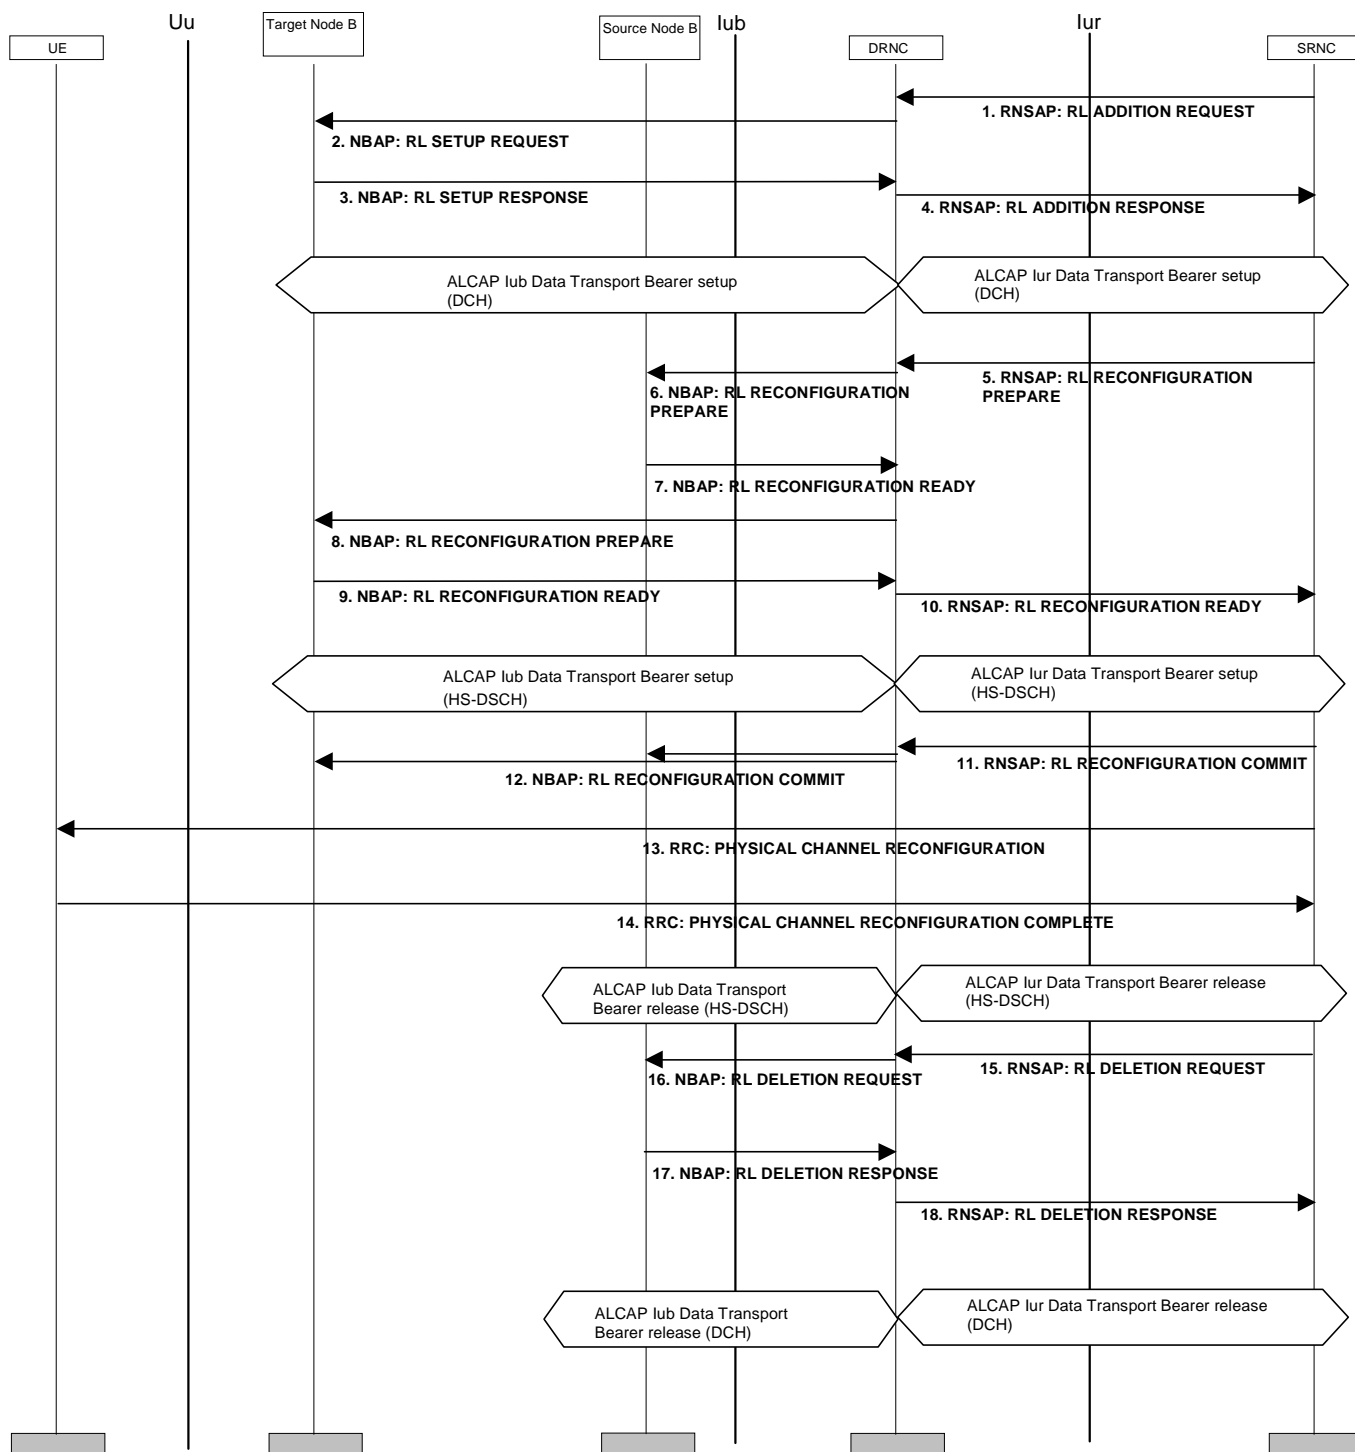 Uu
Target Node B
Source Node B
Iub
Iur
UE
DRNC
SRNC
1. RNSAP: RL ADDITION REQUEST
2. NBAP: RL SETUP REQUEST
3. NBAP: RL SETUP RESPONSE
4. RNSAP: RL ADDITION RESPONSE
ALCAP Iub Data Transport Bearer setup
(DCH)
ALCAP Iur Data Transport Bearer setup
(DCH)
5. RNSAP: RL RECONFIGURATION
PREPARE
6. NBAP: RL RECONFIGURATION
PREPARE
7. NBAP: RL RECONFIGURATION READY
8. NBAP: RL RECONFIGURATION PREPARE
9. NBAP: RL RECONFIGURATION READY
10. RNSAP: RL RECONFIGURATION READY
ALCAP Iub Data Transport Bearer setup
(HS-DSCH)
ALCAP Iur Data Transport Bearer setup
(HS-DSCH)
11. RNSAP: RL RECONFIGURATION COMMIT
12. NBAP: RL RECONFIGURATION COMMIT
13. RRC: PHYSICAL CHANNEL RECONFIGURATION
14. RRC: PHYSICAL CHANNEL RECONFIGURATION COMPLETE
ALCAP Iub Data Transport
Bearer release (HS-DSCH)
ALCAP Iur Data Transport Bearer release
(HS-DSCH)
15. RNSAP: RL DELETION REQUEST
16. NBAP: RL DELETION REQUEST
17. NBAP: RL DELETION RESPONSE
18. RNSAP: RL DELETION RESPONSE
ALCAP Iub Data Transport
Bearer release (DCH)
ALCAP Iur Data Transport Bearer release
(DCH)